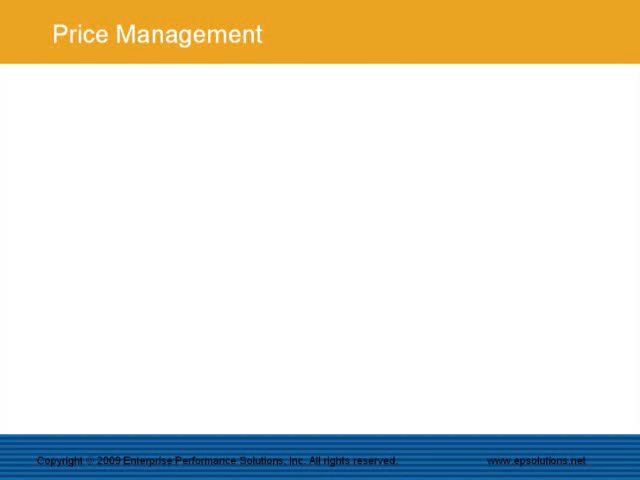 Price Management
Copyright © 2009 Enterprise Performance Solutions, Inc. All rights reserved.
www.epsolutions.net